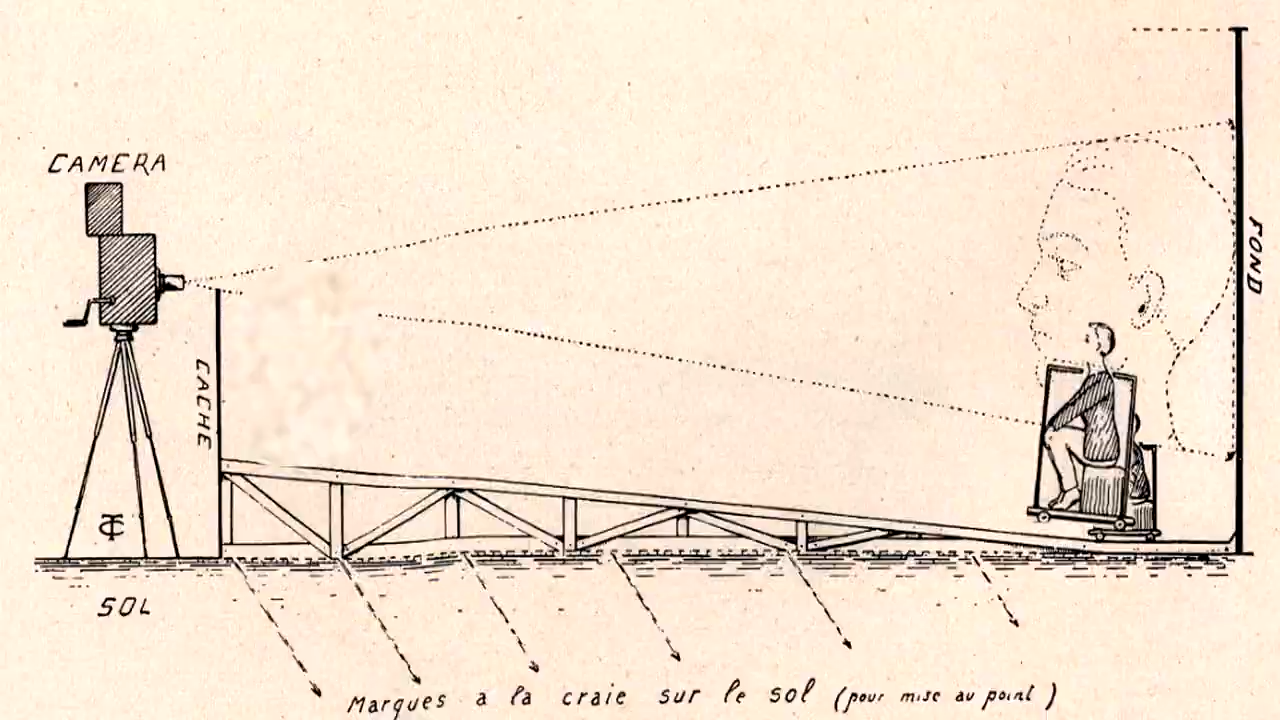 CAMERA
FOND
CACHE
SOL
Marques a la craie sur le sol (pour mise au point)